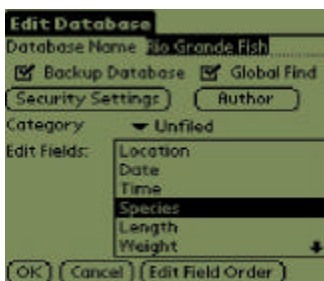 Edit Database
Database Name Rio Grande Fish
Backup Database Global Find
Security Settings Author
Category: Unfiled
Edit Fields: Location
Date
Time
Species
Length
Weight
OK Cancel Edit Field Order